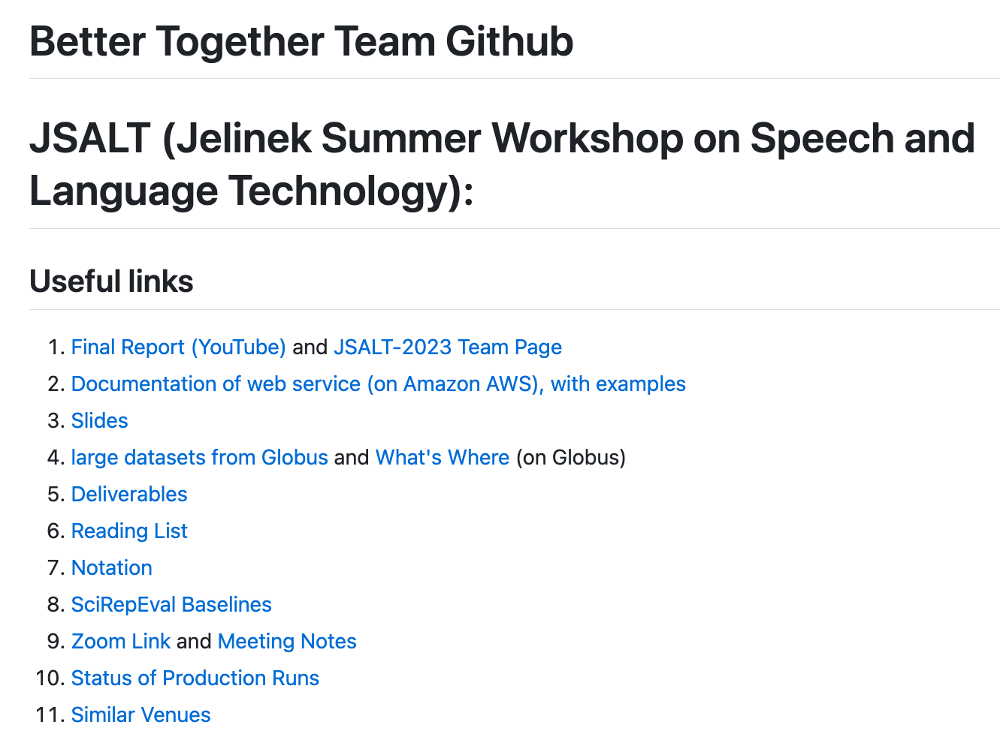 Better Together Team Github
JSALT (Jelinek Summer Workshop on Speech and
Language Technology):
Useful links
1. Final Report (YouTube) and JSALT-2023 Team Page
2. Documentation of web service (on Amazon AWS), with examples
3. Slides
4. large datasets from Globus and What's Where (on Globus)
5. Deliverables
6. Reading List
7. Notation
8. SciRepEval Baselines
9. Zoom Link and Meeting Notes
10. Status of Production Runs
11. Similar Venues